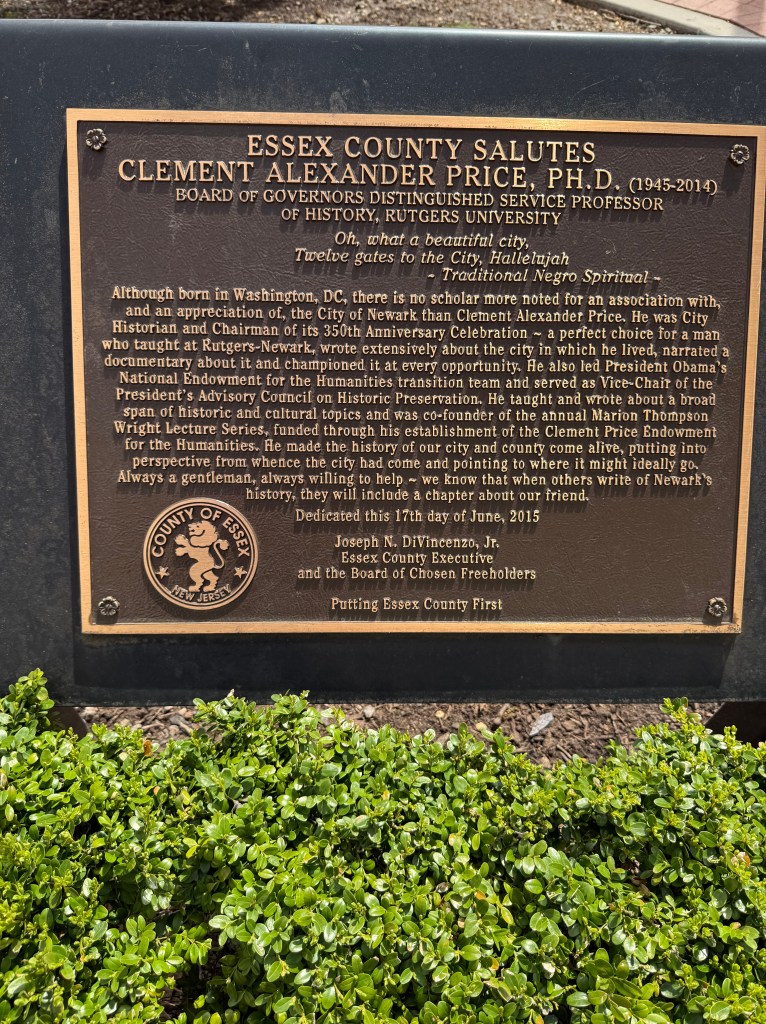 ESSEX COUNTY SALUTES
CLEMENT ALEXANDER PRICE, PH.D. (1945-2014)
BOARD OF GOVERNORS DISTINGUISHED SERVICE PROFESSOR
OF HISTORY, RUTGERS UNIVERSITY
Oh, what a beautiful city,
Twelve gates to the City, Hallelujah
~ Traditional Negro Spiritual ~
Although born in Washington, DC, there is no scholar more noted for an association with,
and an appreciation of, the City of Newark than Clement Alexander Price. He was City
Historian and Chairman of its 350th Anniversary Celebration ~ a perfect choice for a man
who taught at Rutgers-Newark, wrote extensively about the city in which he lived, narrated a
documentary about it and championed it at every opportunity. He also led President Obama's
National Endowment for the Humanities transition team and served as Vice-Chair of the
President's Advisory Council on Historic Preservation. He taught and wrote about a broad
span of historic and cultural topics and was co-founder of the annual Marion Thompson
Wright Lecture Series, funded through his establishment of the Clement Price Endowment
for the Humanities. He made the history of our city and county come alive, putting into
perspective from whence the city had come and pointing to where it might ideally go.
Always a gentleman, always willing to help ~ we know that when others write of Newark's
history, they will include a chapter about our friend.
Dedicated this 17th day of June, 2015
Joseph N. DiVincenzo, Jr.
Essex County Executive
and the Board of Chosen Freeholders
Putting Essex County First
COUNTY OF ESSEX
NEW JERSEY